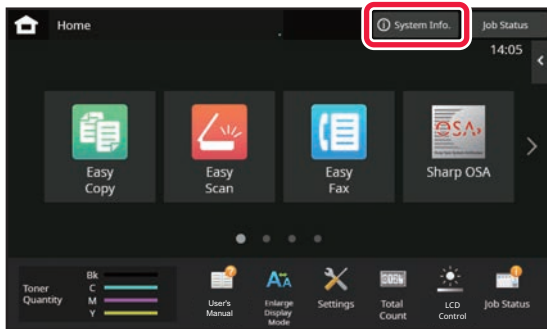 Home
System Info.
Job Status
14:05
Easy
Copy
Easy
Scan
Easy
Fax
OSA
Sharp OSA
Toner
Quantity
Bk
C
M
Y
User's
Manual
Enlarge
Display
Mode
Settings
Total
Count
LCD
Control
Job Status